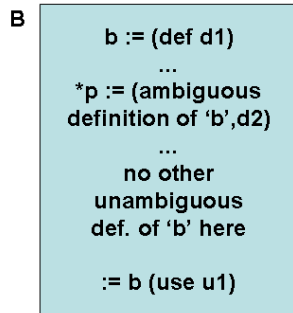 B
b := (def d1)
...
*p := (ambiguous
definition of ‘b’,d2)
...
no other
unambiguous
def. of ‘b’ here
:= b (use u1)